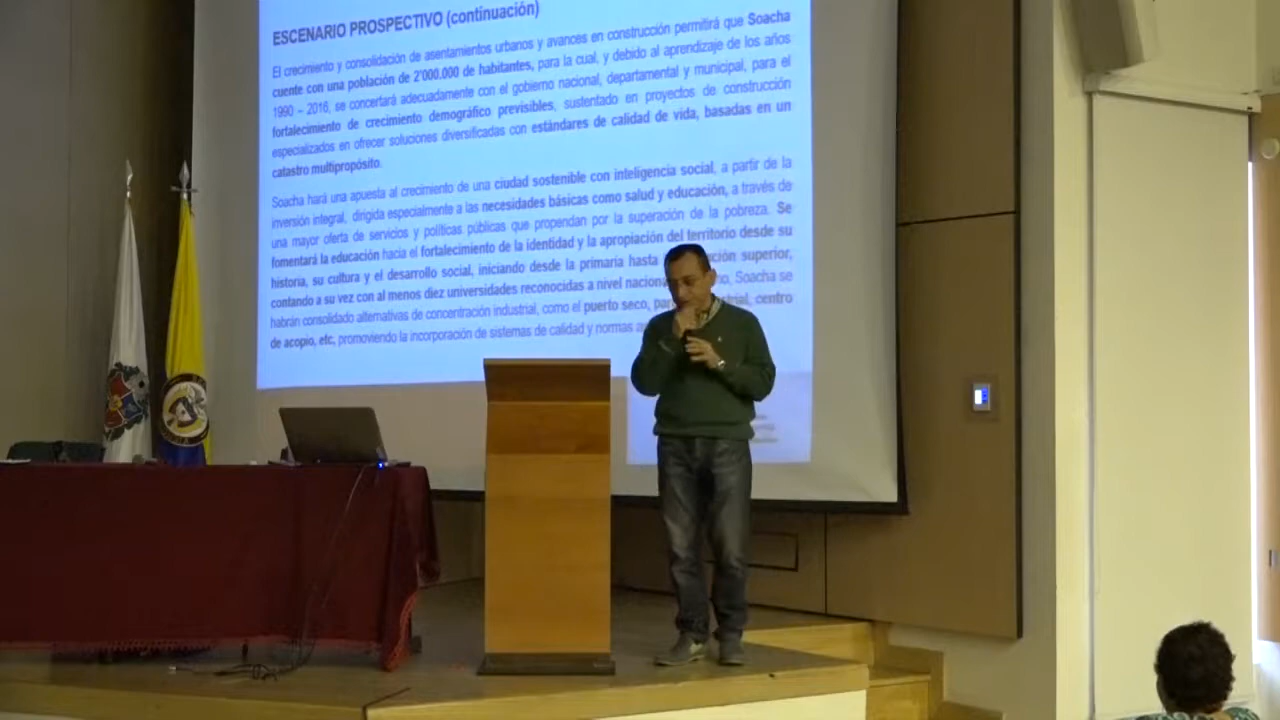 ESCENARIO PROSPECTIVO (continuación)
El crecimiento y consolidación de asentamientos urbanos y avances en construcción permitirá que Soacha
cuente con una población de 2'000.000 de habitantes, para la cual, y debido al aprendizaje de los años
1990 – 2016, se concertará adecuadamente con el gobierno nacional, departamental y municipal, para el
fortalecimiento de crecimiento demográfico previsibles, sustentado en proyectos de construcción
especializados en ofrecer soluciones diversificadas con estándares de calidad de vida, basadas en un
catastro multipropósito.
Soacha hará una apuesta al crecimiento de una ciudad sostenible con inteligencia social, a partir de la
inversión integral, dirigida especialmente a las necesidades básicas como salud y educación, a través de
una mayor oferta de servicios y políticas públicas que propendan por la superación de la pobreza. Se
fomentará la educación hacia el fortalecimiento de la identidad y la apropiación del territorio desde su
historia, su cultura y el desarrollo social, iniciando desde la primaria hasta superior,
contando a su vez con al menos diez universidades reconocidas a nivel Soacha se
habrán consolidado alternativas de concentración industrial, como el puerto seco, centro
de acopio, etc, promoviendo la incorporación de sistemas de calidad y normas